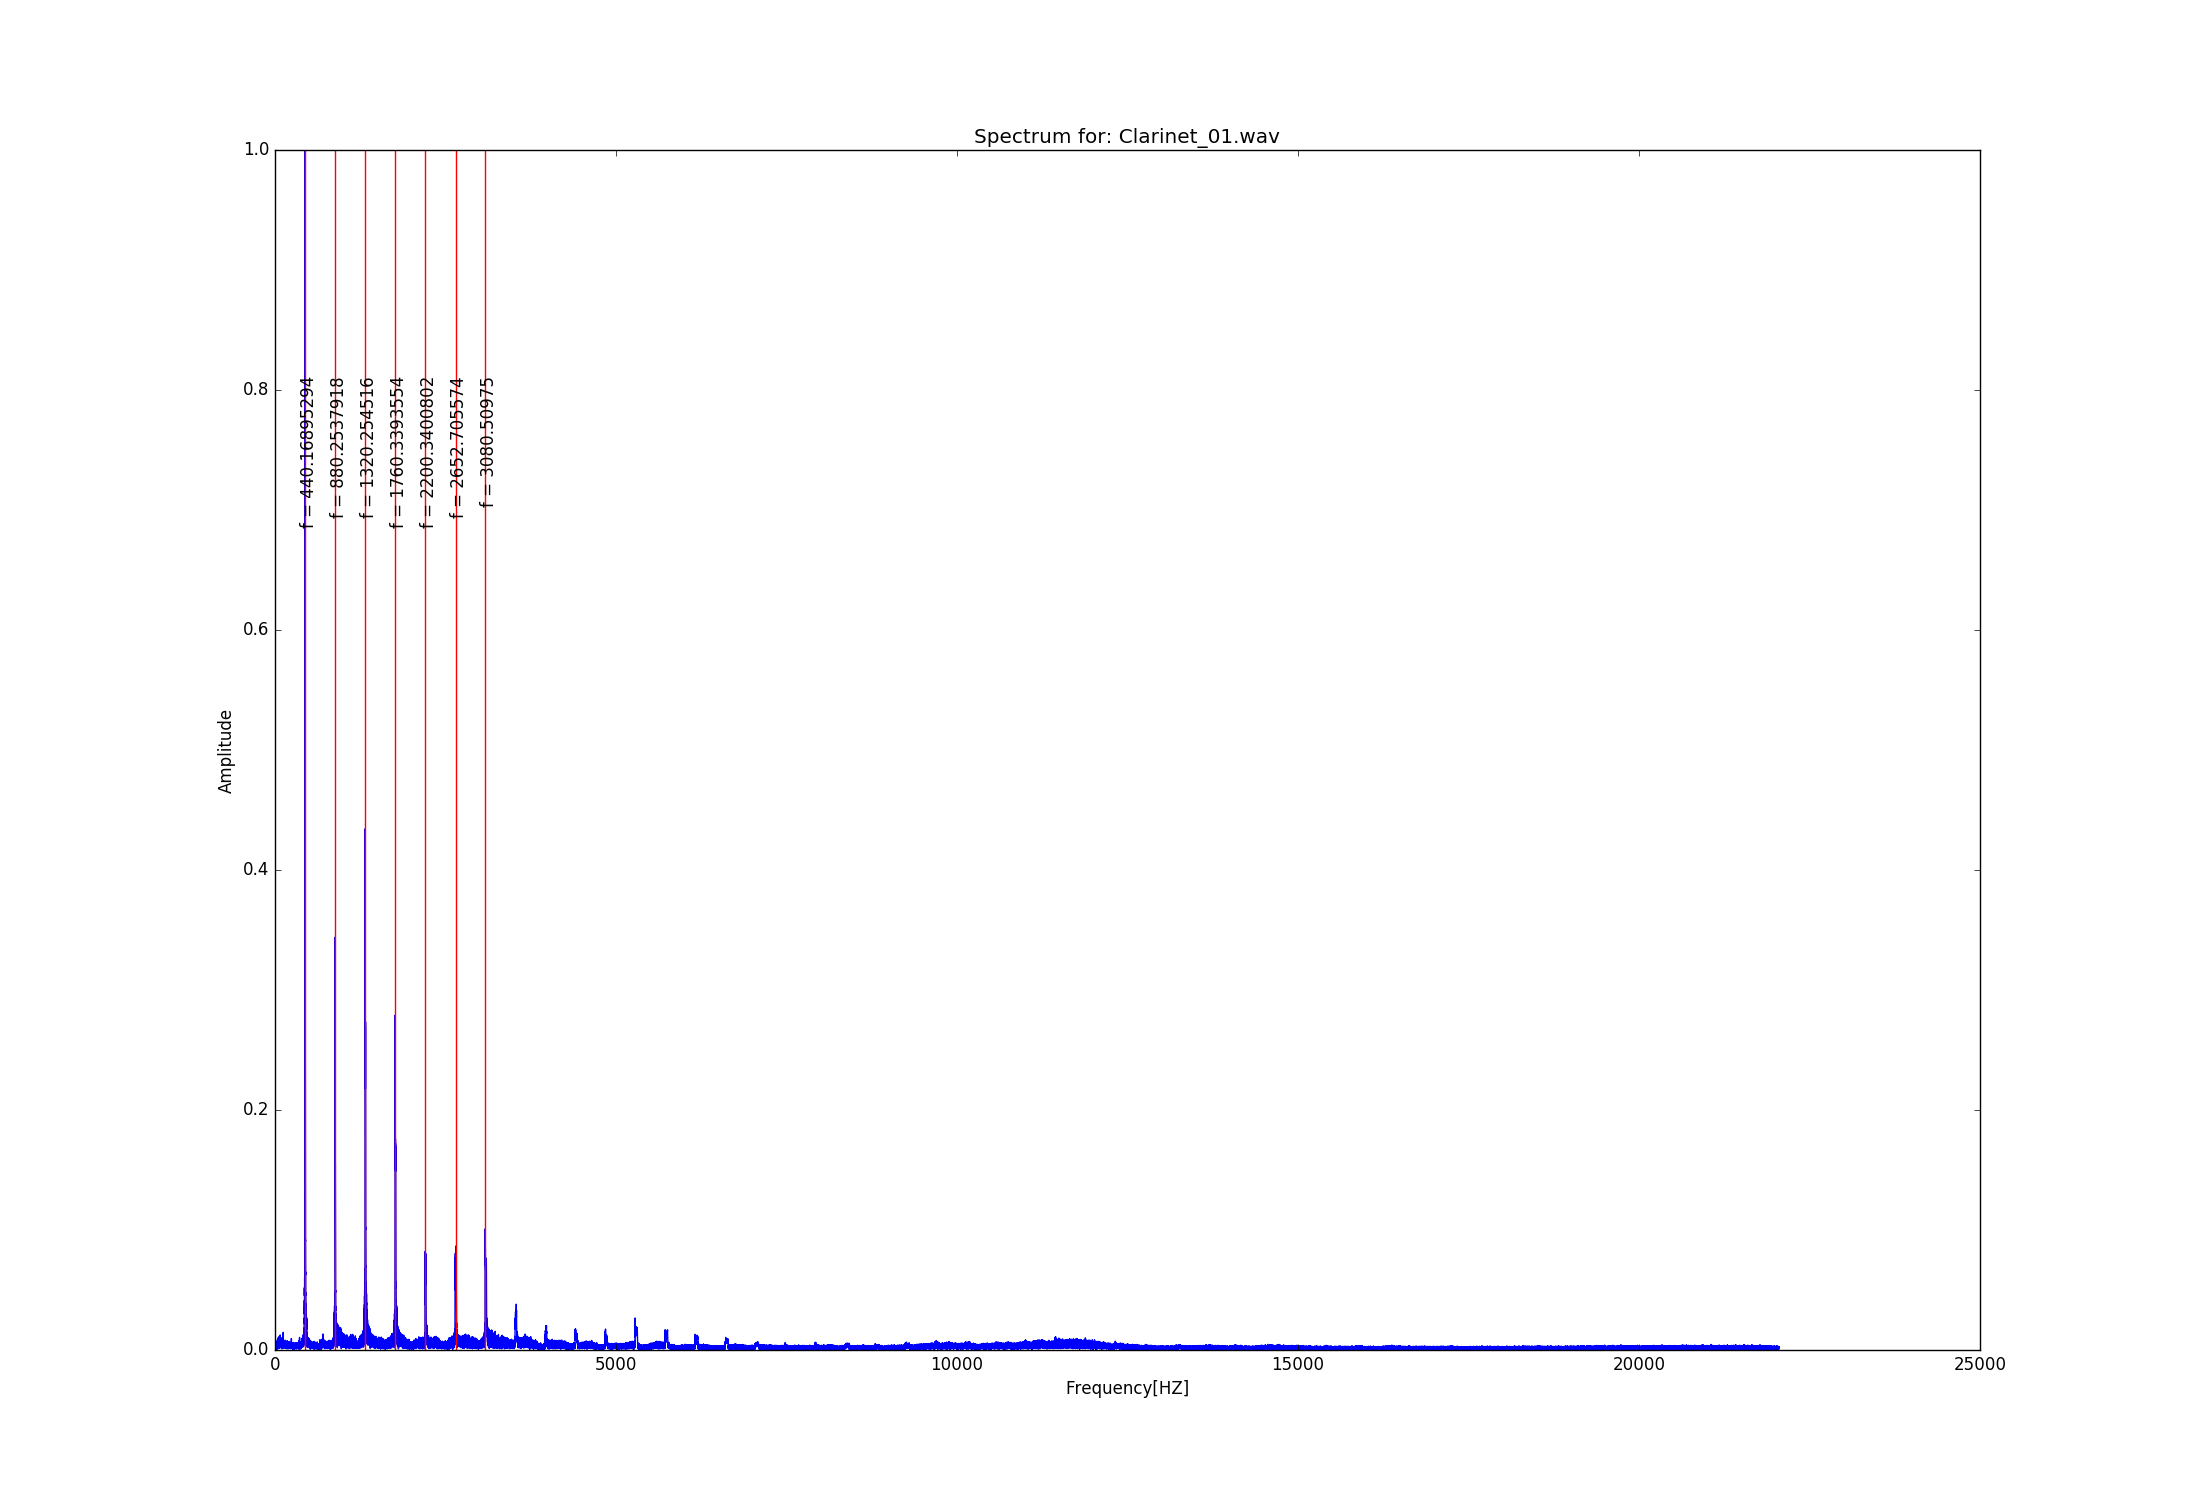 Spectrum for: Clarinet_01.wav
1.0
0.8
0.6
0.4
0.2
0.0
Amplitude
f = 440.16895294
f = 880.2537918
f = 1320.254516
f = 1760.3393554
f = 2200.3400802
f = 2652.705574
f = 3080.50975
0 5000 10000 15000 20000 25000
Frequency[HZ]